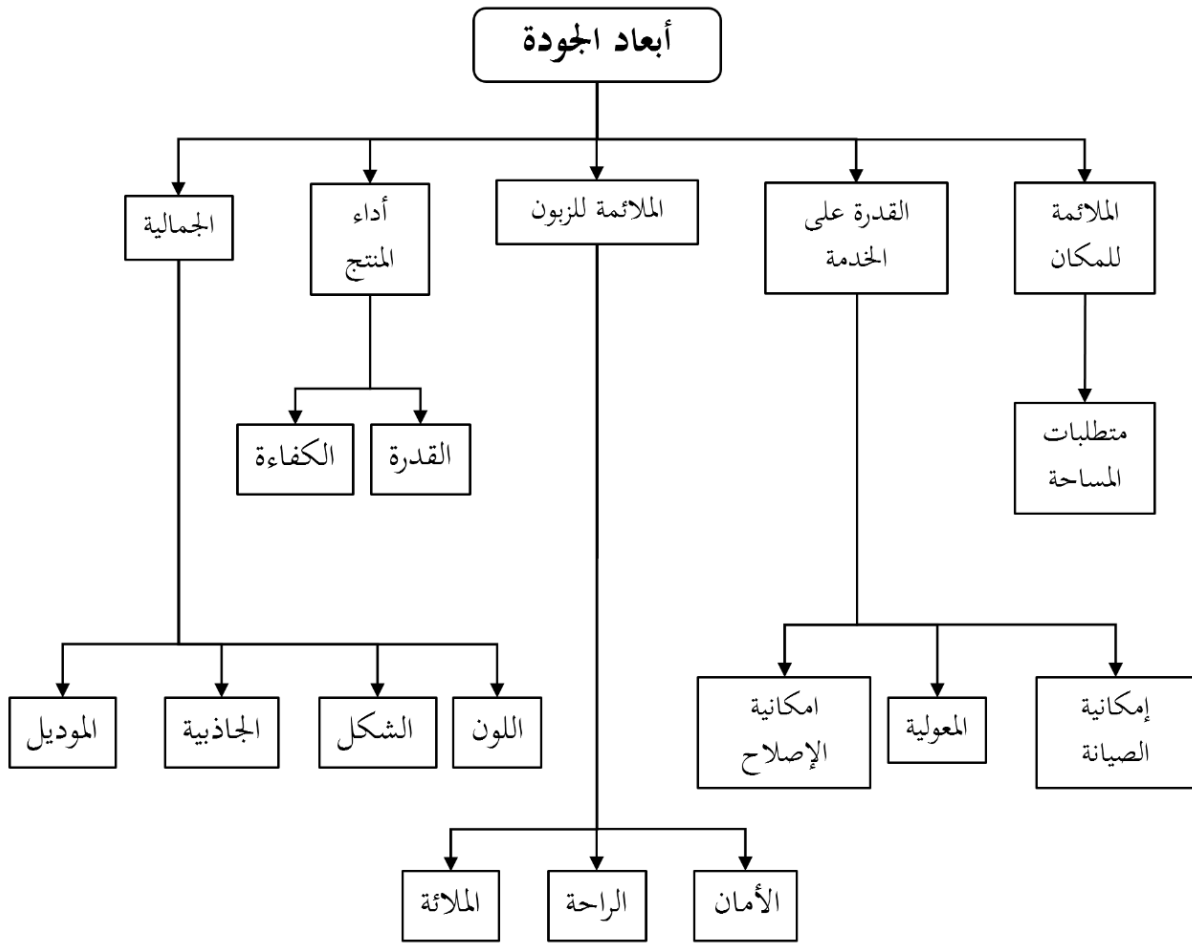 أبعاد الجودة
الملائمة
للمكان
القدرة على
الخدمة
الملائمة للزبون
أداء
المنتج
الجمالية
متطلبات
المساحة
القدرة
الكفاءة
إمكانية
الصيانة
المعولية
امكانية
الإصلاح
اللون
الشكل
الجاذبية
الموديل
الأمان
الراحة
الملائة